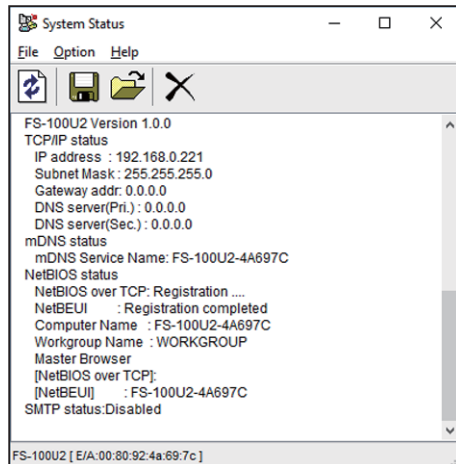 System Status
File Option Help
FS-100U2 Version 1.0.0
TCP/IP status
IP address : 192.168.0.221
Subnet Mask : 255.255.255.0
Gateway addr: 0.0.0.0
DNS server(Pri.) : 0.0.0.0
DNS server(Sec.) : 0.0.0.0
mDNS status
mDNS Service Name: FS-100U2-4A697C
NetBIOS status
NetBIOS over TCP: Registration ....
NetBEUI : Registration completed
Computer Name : FS-100U2-4A697C
Workgroup Name : WORKGROUP
Master Browser
[NetBIOS over TCP]:
[NetBEUI] : FS-100U2-4A697C
SMTP status:Disabled
FS-100U2 [ E/A:00:80:92:4a:69:7c ]